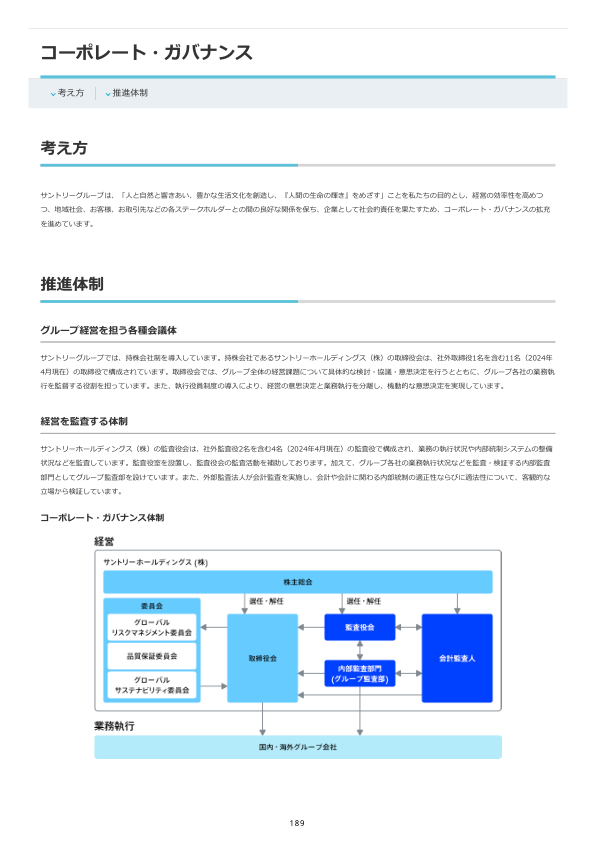 コーポレート・ガバナンス
考え方
推進体制
考え方
サントリーグループは、「人と自然と響きあい、豊かな生活文化を創造し、『人間の生命の輝き』をめざす」ことを私たちの目的とし、経営の効率性を高めつ
つ、地域社会、お客様、お取引先などの各ステークホルダーとの間の良好な関係を保ち、企業として社会的責任を果たすため、コーポレート・ガバナンスの拡充
を進めています。
推進体制
グループ経営を担う各種会議体
サントリーグループでは、持株会社制を導入しています。持株会社であるサントリーホールディングス（株）の取締役会は、社外取締役1名を含む11名（2024年
4月現在）の取締役で構成されています。取締役会では、グループ全体の経営課題について具体的な検討・協議・意思決定を行うとともに、グループ各社の業務執
行を監督する役割を担っています。また、執行役員制度の導入により、経営の意思決定と業務執行を分離し、機動的な意思決定を実現しています。
経営を監査する体制
サントリーホールディングス（株）の監査役会は、社外監査役2名を含む4名（2024年4月現在）の監査役で構成され、業務の執行状況や内部統制システムの整備
状況などを監査しています。監査役室を設置し、監査役会の監査活動を補助しております。加えて、グループ各社の業務執行状況などを監査・検証する内部監査
部門としてグループ監査部を設けています。また、外部監査法人が会計監査を実施し、会計や会計に関わる内部統制の適正性ならびに適法性について、客観的な
立場から検証しています。
コーポレート・ガバナンス体制
経営
サントリーホールディングス (株)
株主総会
選任・解任
選任・解任
委員会
グローバル
リスクマネジメント委員会
品質保証委員会
グローバル
サステナビリティ委員会
取締役会
監査役会
内部監査部門
(グループ監査部)
会計監査人
業務執行
国内・海外グループ会社
189